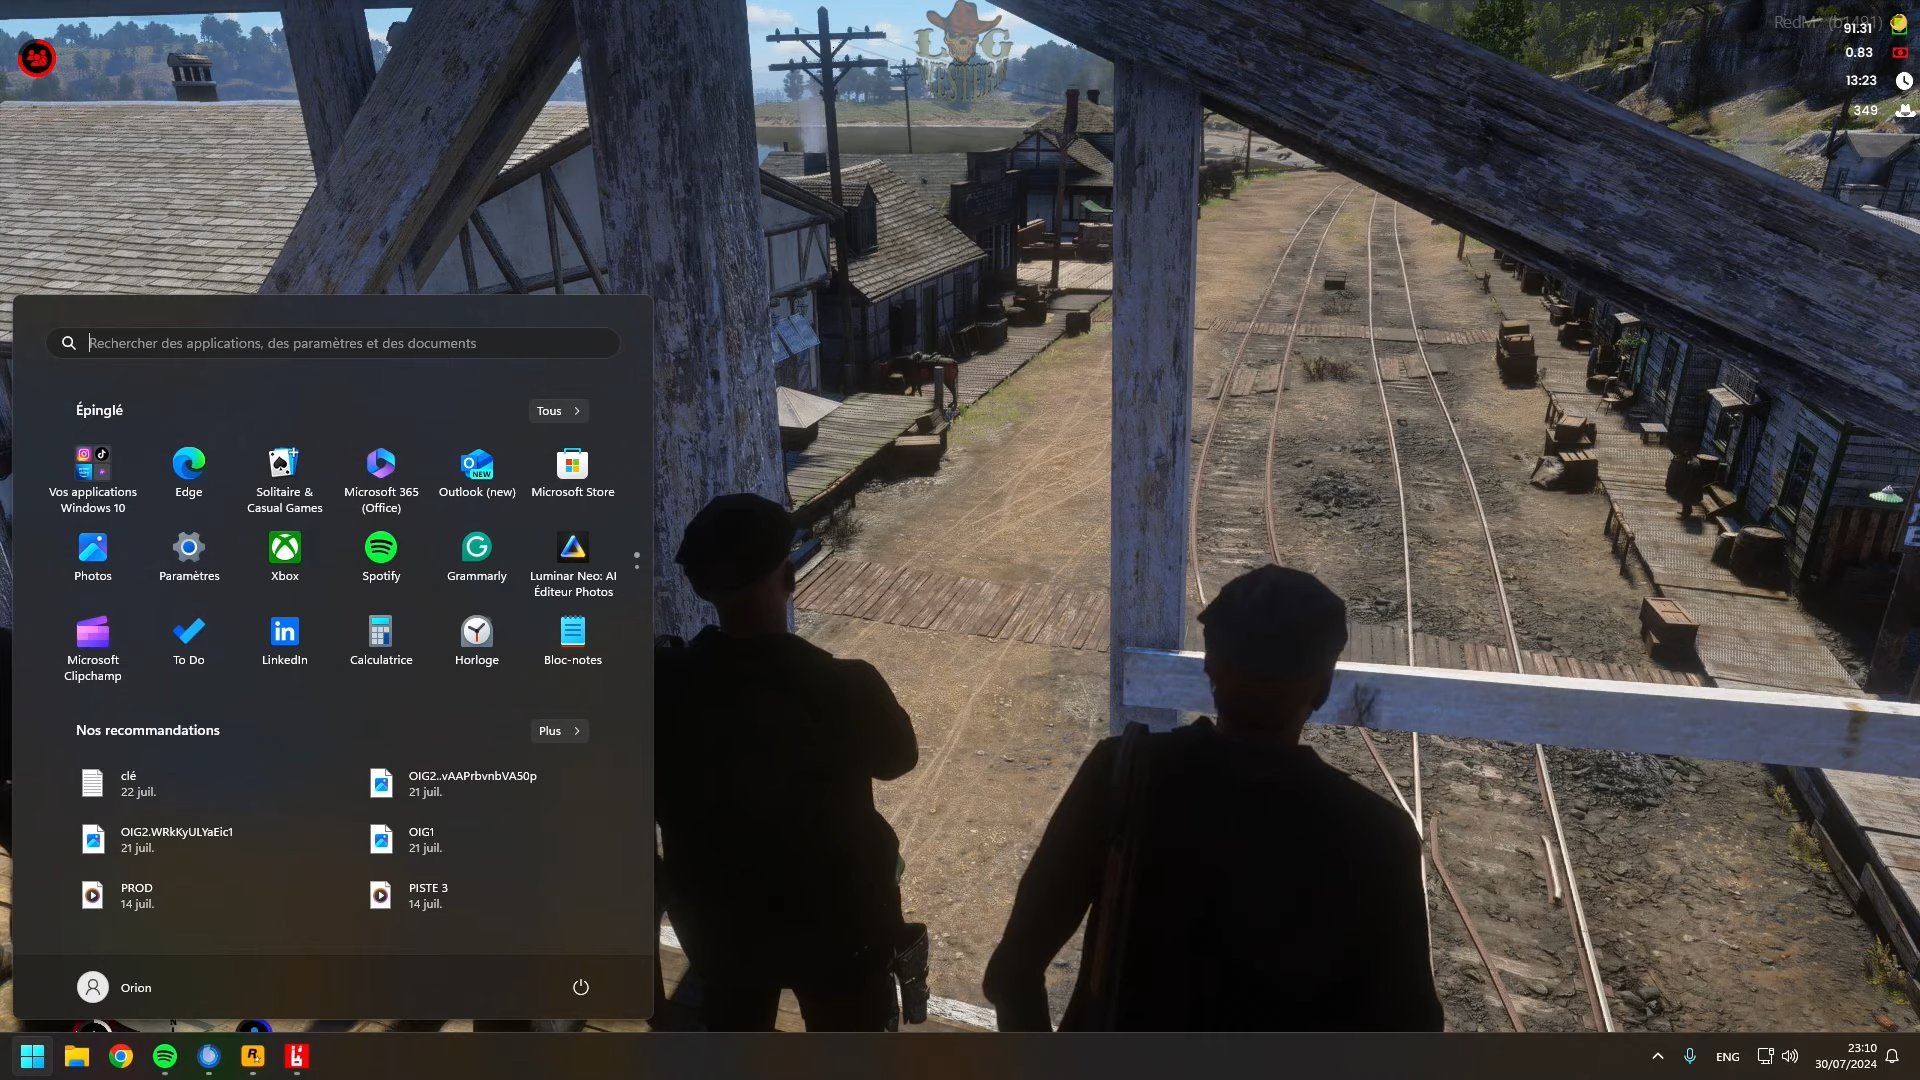 RedM
91.31
0.83
13:23
349
Rechercher des applications, des paramètres et des documents
Épinglé
Tous
Vos applications Windows 10
Edge
Solitaire & Casual Games
Microsoft 365 (Office)
Outlook (new)
Microsoft Store
Photos
Paramètres
Xbox
Spotify
Grammarly
Luminar Neo: AI Éditeur Photos
Microsoft Clipchamp
To Do
LinkedIn
Calculatrice
Horloge
Bloc-notes
Nos recommandations
Plus
clé
22 juil.
OIG2..vAAPrbvnbVA50p
21 juil.
OIG2.WRkKyULYaEic1
21 juil.
OIG1
21 juil.
PROD
14 juil.
PISTE 3
14 juil.
Orion
ENG
23:10
30/07/2024